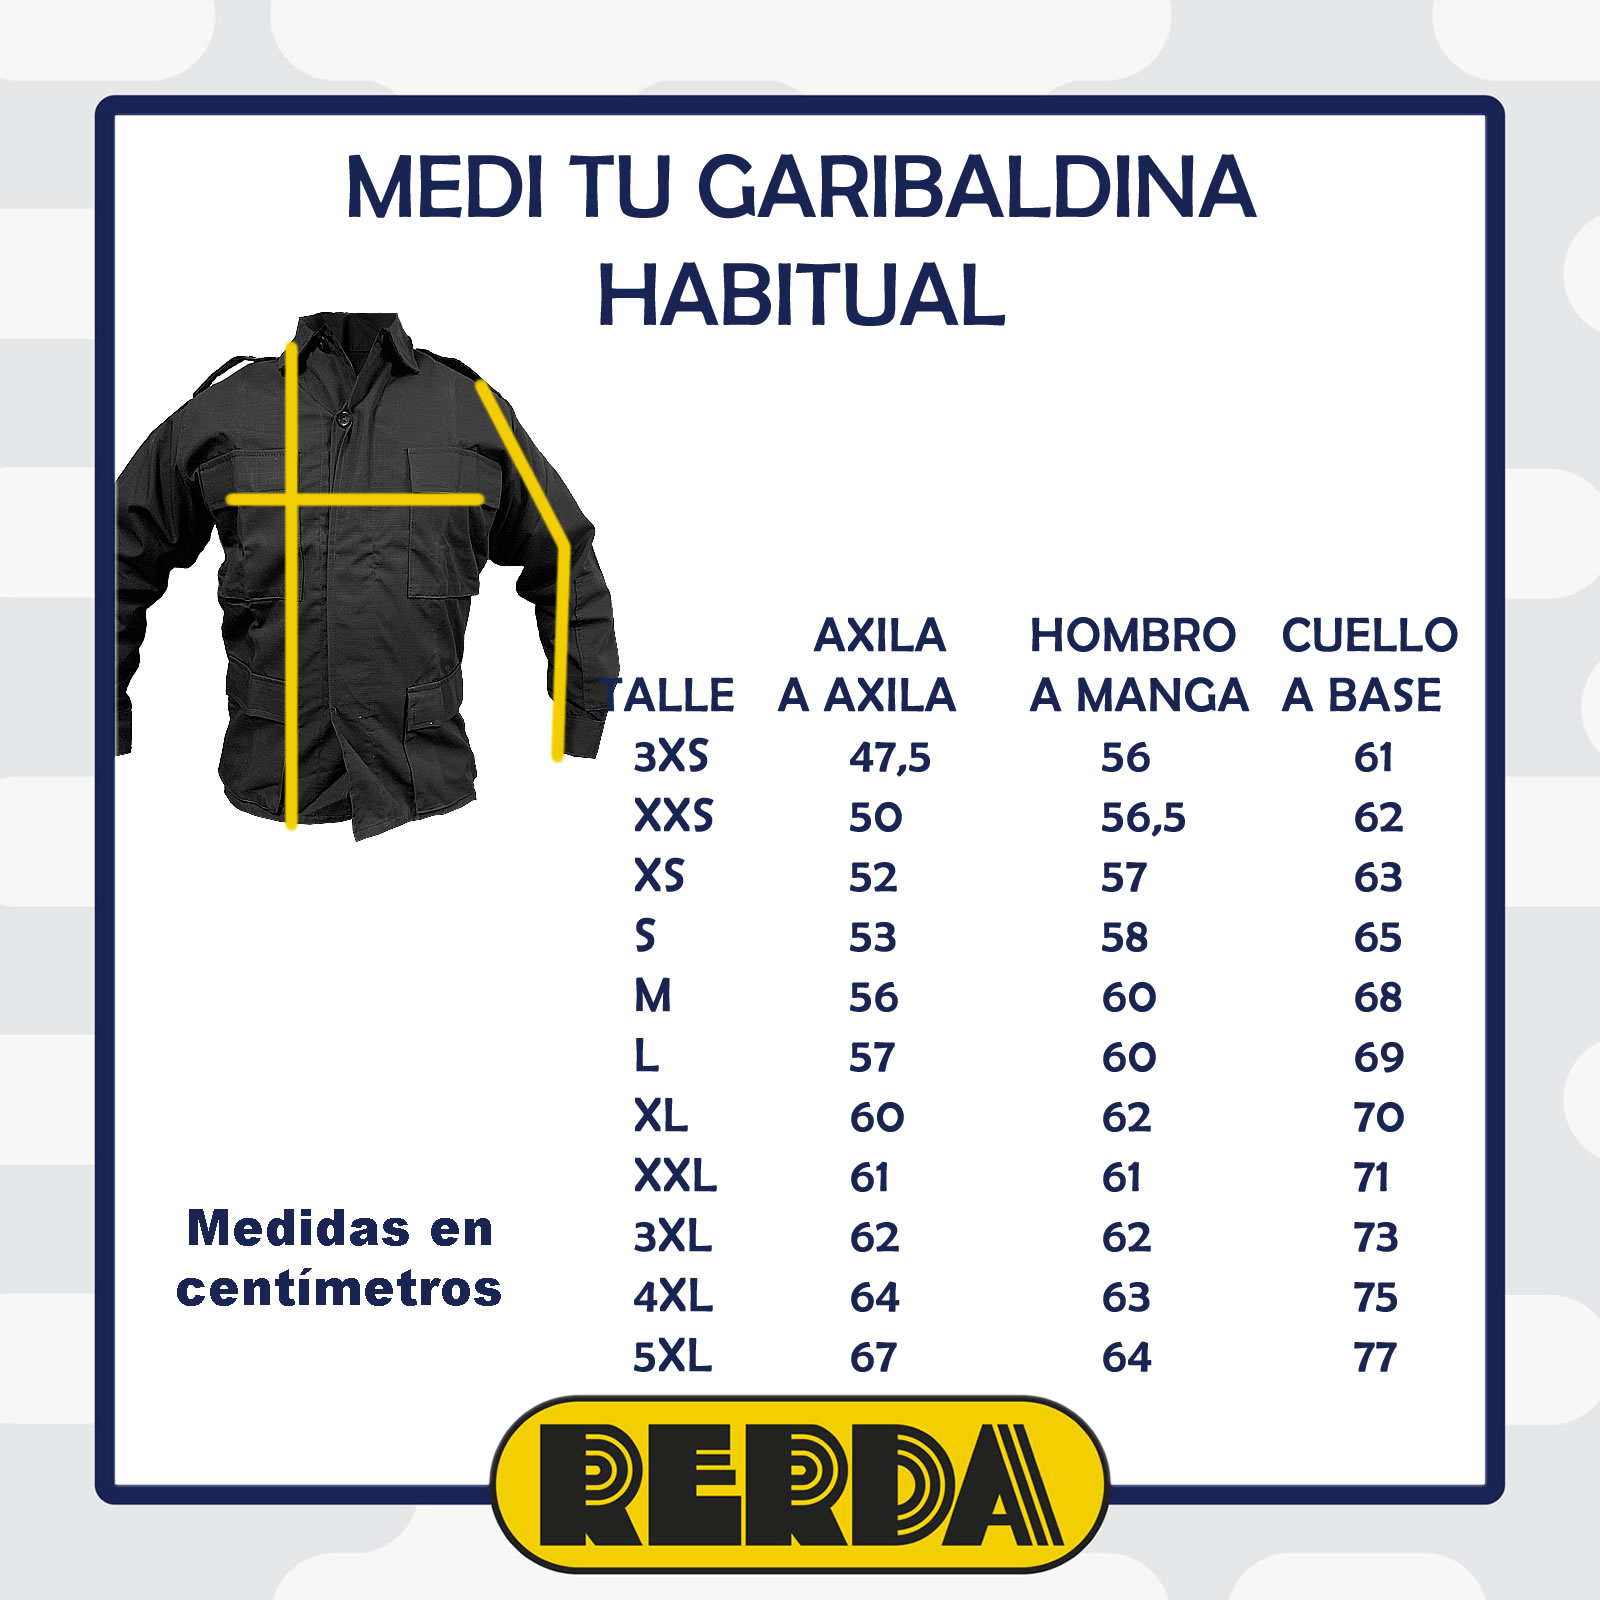 MEDI TU GARIBALDINA
HABITUAL
AXILA HOMBRO CUELLO
TALLE A AXILA A MANGA A BASE
3XS 47,5 56 61
XXS 50 56,5 62
XS 52 57 63
S 53 58 65
M 56 60 68
L 57 60 69
XL 60 62 70
XXL 61 61 71
3XL 62 62 73
4XL 64 63 75
5XL 67 64 77
Medidas en
centímetros
RERDA